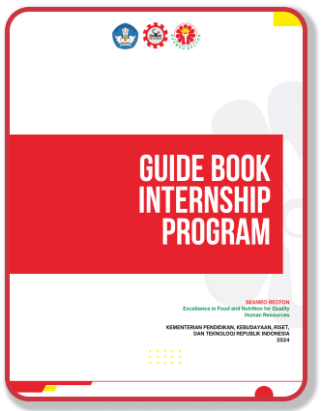 GUIDE BOOK
INTERNSHIP
PROGRAM
SEAMEO RECFON
Excellence in Food and Nutrition for Quality
Human Resources
KEMENTERIAN PENDIDIKAN, KEBUDAYAAN, RISET,
DAN TEKNOLOGI REPUBLIK INDONESIA
2024